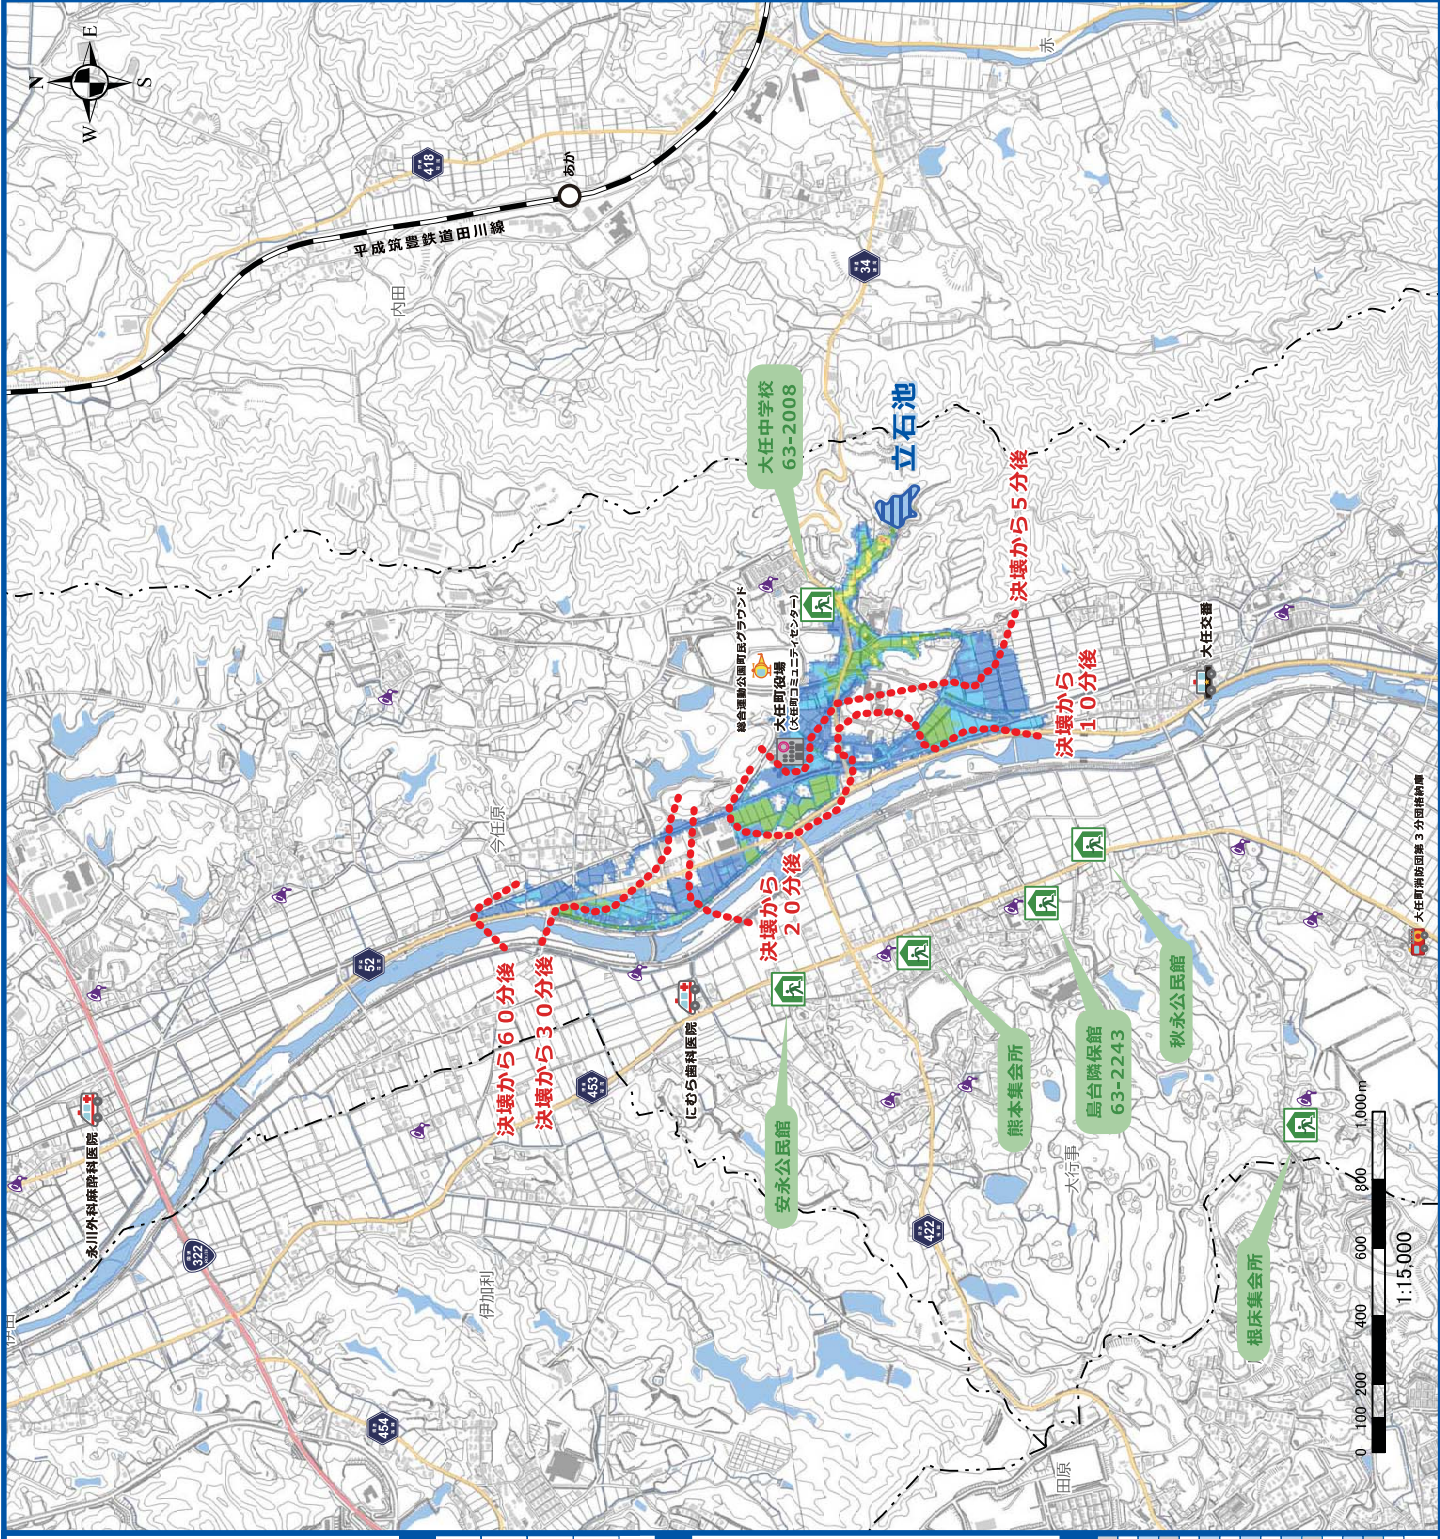 N
E
S
W
418
あか
平成筑豊鉄道田川線
内田
赤
34
大任中学校
63-2008
立石池
決壊から5分後
総合運動公園町民グラウンド
大任町役場
(大任町コミュニティセンター)
大任交番
決壊から
10分後
今任原
大任町消防団第3分団格納庫
決壊から
20分後
52
決壊から60分後
決壊から30分後
にむら歯科医院
453
永川外科麻酔科医院
322
安永公民館
熊本集会所
島台隣保館
63-2243
秋永公民館
大行事
422
根床集会所
伊加利
454
田原
0 100 200 400 600 800 1,000m
1:15,000